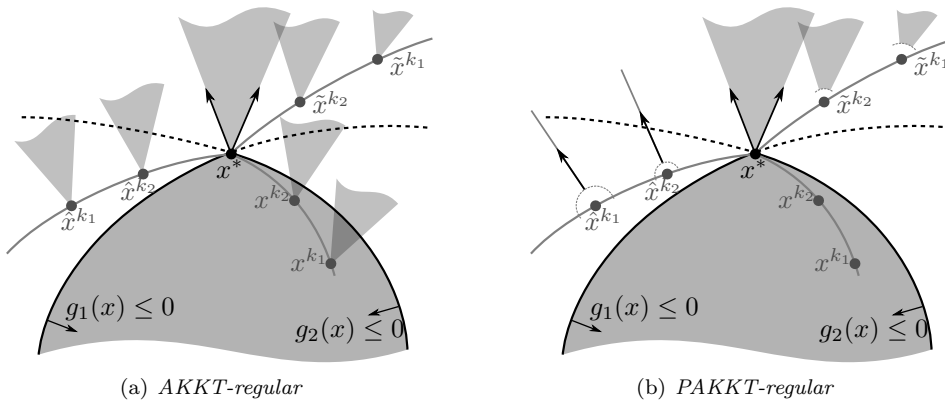 x̃^{k_1}
x̃^{k_2}
x^*
x̂^{k_2}
x̂^{k_1}
x^{k_2}
x^{k_1}
g_1(x) ≤ 0
g_2(x) ≤ 0
(a) AKKT-regular
x̃^{k_1}
x̃^{k_2}
x^*
x̂^{k_2}
x̂^{k_1}
x^{k_2}
x^{k_1}
g_1(x) ≤ 0
g_2(x) ≤ 0
(b) PAKKT-regular